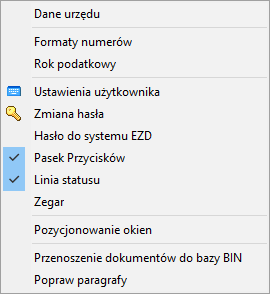 Dane urzędu
Formaty numerów
Rok podatkowy
Ustawienia użytkownika
Zmiana hasła
Hasło do systemu EZD
Pasek Przycisków
Linia statusu
Zegar
Pozycjonowanie okien
Przenoszenie dokumentów do bazy BIN
Popraw paragrafy